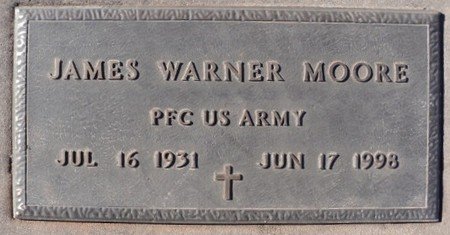 JAMES WARNER MOORE
PFC US ARMY
JUL 16 1931 JUN 17 1998